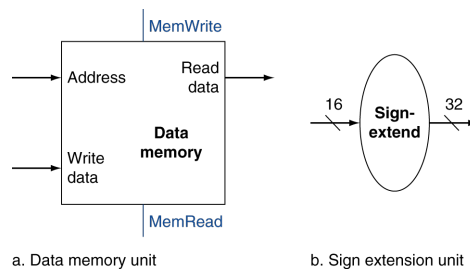 MemWrite
Address
Read
data
Data
memory
Write
data
MemRead
16
Sign-
extend
32
a. Data memory unit
b. Sign extension unit